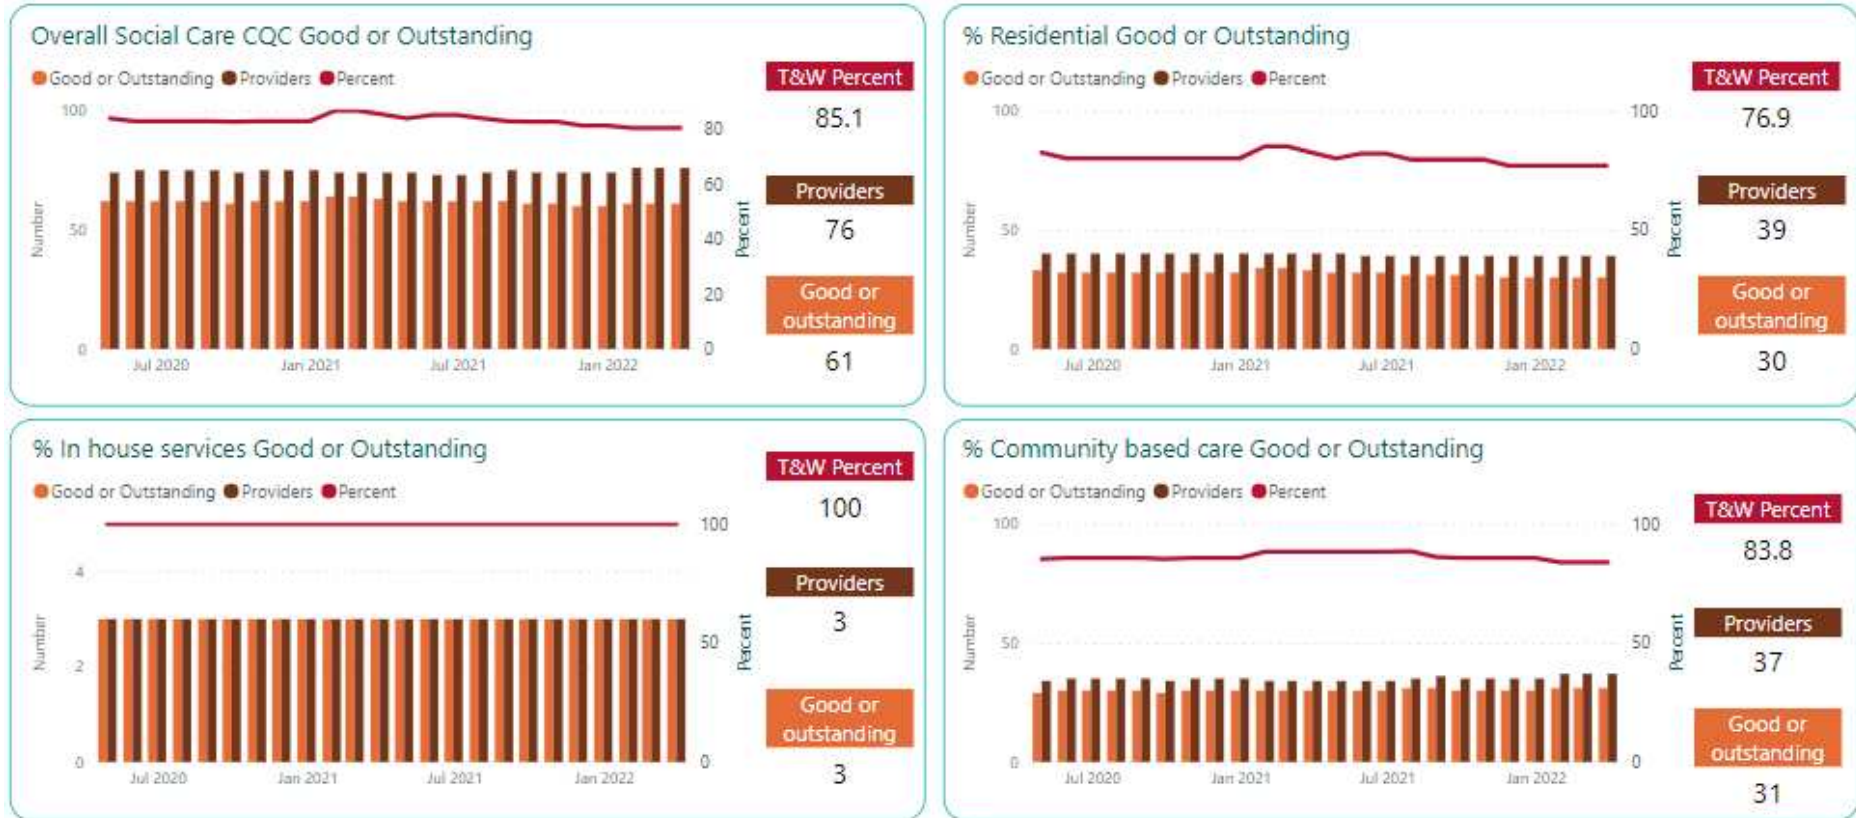 Overall Social Care CQC Good or Outstanding
Good or Outstanding Providers Percent
100
50
0
Number
80
60
40
20
0
Percent
Jul 2020 Jan 2021 Jul 2021 Jan 2022
T&W Percent
85.1
Providers
76
Good or
outstanding
61
% Residential Good or Outstanding
Good or Outstanding Providers Percent
100
50
0
Number
100
50
0
Percent
Jul 2020 Jan 2021 Jul 2021 Jan 2022
T&W Percent
76.9
Providers
39
Good or
outstanding
30
% In house services Good or Outstanding
Good or Outstanding Providers Percent
4
2
0
Number
100
50
0
Percent
Jul 2020 Jan 2021 Jul 2021 Jan 2022
T&W Percent
100
Providers
3
Good or
outstanding
3
% Community based care Good or Outstanding
Good or Outstanding Providers Percent
100
50
0
Number
100
50
0
Percent
Jul 2020 Jan 2021 Jul 2021 Jan 2022
T&W Percent
83.8
Providers
37
Good or
outstanding
31